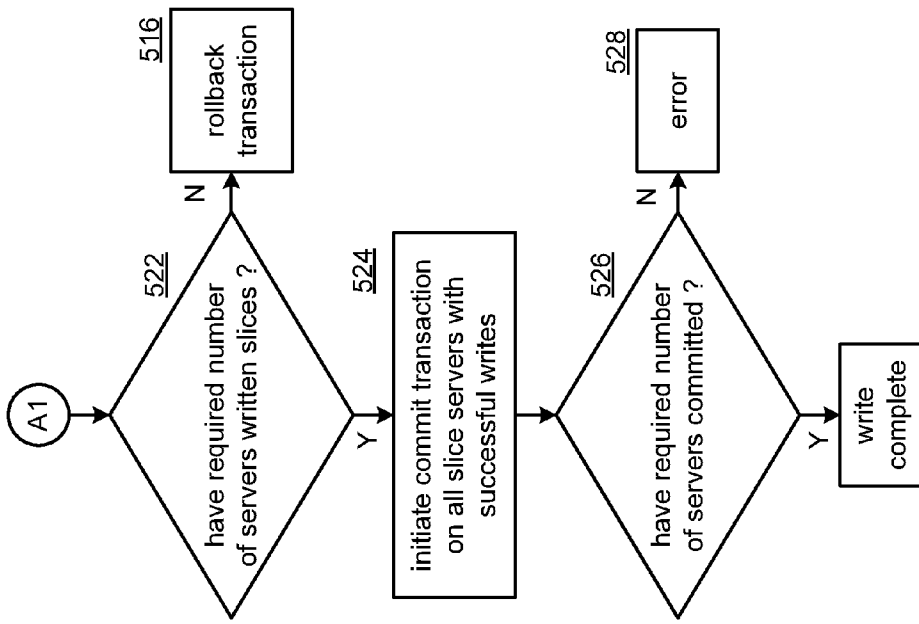 A1
522
have required number
of servers written slices ?
N
516
rollback
transaction
Y
524
initiate commit transaction
on all slice servers with
successful writes
526
have required number
of servers committed ?
N
528
error
Y
write
complete